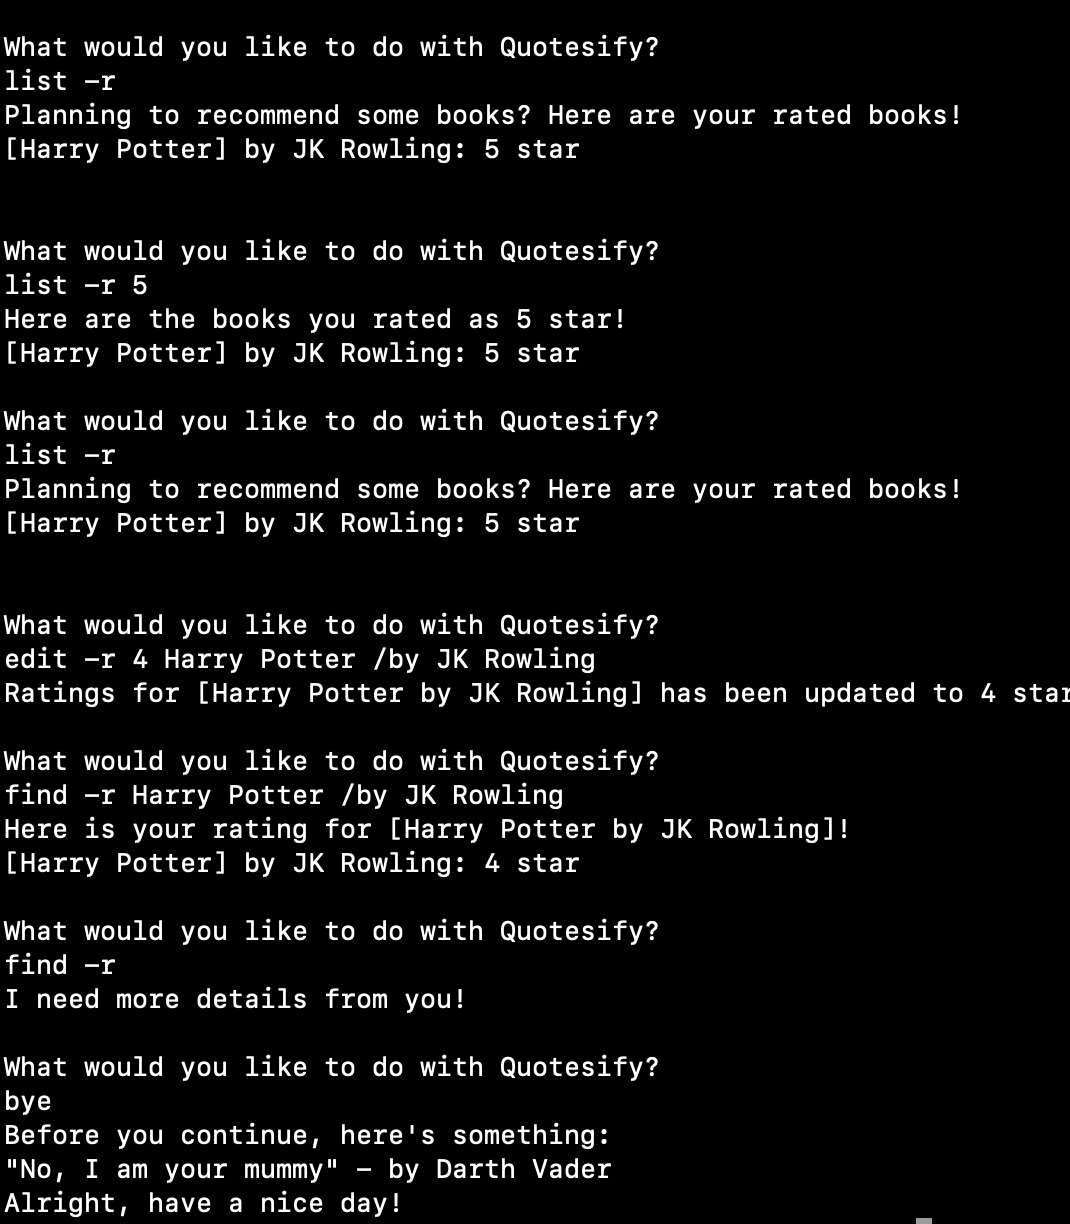 What would you like to do with Quotesify?
list -r
Planning to recommend some books? Here are your rated books!
[Harry Potter] by JK Rowling: 5 star
What would you like to do with Quotesify?
list -r 5
Here are the books you rated as 5 star!
[Harry Potter] by JK Rowling: 5 star
What would you like to do with Quotesify?
list -r
Planning to recommend some books? Here are your rated books!
[Harry Potter] by JK Rowling: 5 star
What would you like to do with Quotesify?
edit -r 4 Harry Potter /by JK Rowling
Ratings for [Harry Potter by JK Rowling] has been updated to 4 star
What would you like to do with Quotesify?
find -r Harry Potter /by JK Rowling
Here is your rating for [Harry Potter by JK Rowling]!
[Harry Potter] by JK Rowling: 4 star
What would you like to do with Quotesify?
find -r
I need more details from you!
What would you like to do with Quotesify?
bye
Before you continue, here's something:
"No, I am your mummy" - by Darth Vader
Alright, have a nice day!